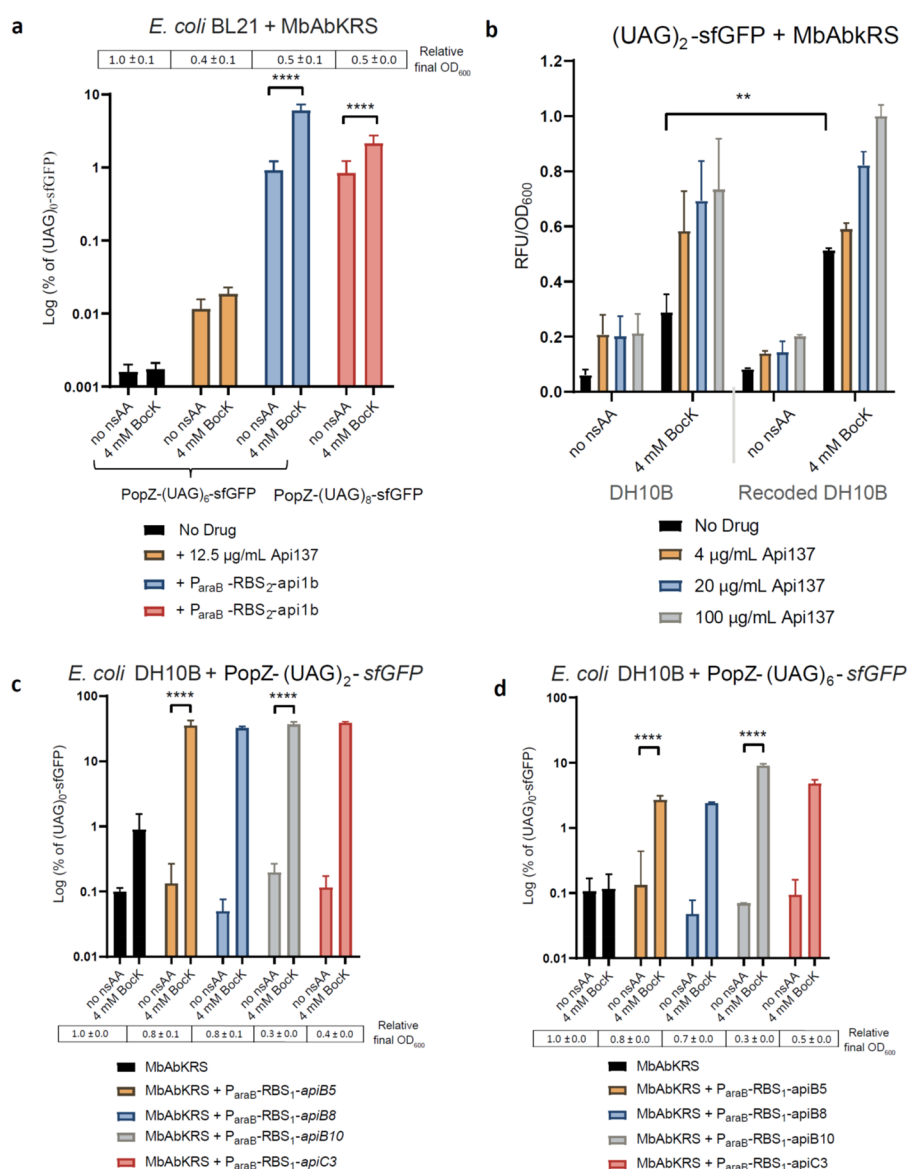 a
E. coli BL21 + MbAbKRS
1.0 ± 0.1 0.4 ± 0.1 0.5 ± 0.1 0.5 ± 0.0
Relative
final OD600
Log (% of (UAG)0-sfGFP)
10
1
0.1
0.01
0.001
**** ****
no nsAA 4 mM BocK no nsAA 4 mM BocK no nsAA 4 mM BocK no nsAA 4 mM BocK
PopZ-(UAG)6-sfGFP PopZ-(UAG)8-sfGFP
No Drug
+ 12.5 µg/mL Api137
+ ParaB -RBS2-api1b
+ ParaB -RBS2-api1b
b
(UAG)2-sfGFP + MbAbkRS
RFU/OD600
1.2
1.0
0.8
0.6
0.4
0.2
0.0
**
no nsAA 4 mM BocK no nsAA 4 mM BocK
DH10B Recoded DH10B
No Drug
4 µg/mL Api137
20 µg/mL Api137
100 µg/mL Api137
c
E. coli DH10B + PopZ- (UAG)2- sfGFP
Log (% of (UAG)0-sfGFP)
100
10
1
0.1
0.01
**** ****
no nsAA 4 mM BocK no nsAA 4 mM BocK no nsAA 4 mM BocK no nsAA 4 mM BocK no nsAA 4 mM BocK
1.0 ± 0.0 0.8 ± 0.1 0.8 ± 0.1 0.3 ± 0.0 0.4 ± 0.0
Relative
final OD600
MbAbKRS
MbAbKRS + ParaB-RBS1-apiB5
MbAbKRS + ParaB-RBS1-apiB8
MbAbKRS + ParaB-RBS1-apiB10
MbAbKRS + ParaB-RBS1-apiC3
d
E. coli DH10B + PopZ- (UAG)6- sfGFP
Log (% of (UAG)0-sfGFP)
100
10
1
0.1
0.01
**** ****
no nsAA 4 mM BocK no nsAA 4 mM BocK no nsAA 4 mM BocK no nsAA 4 mM BocK no nsAA 4 mM BocK
1.0 ± 0.0 0.8 ± 0.0 0.7 ± 0.0 0.3 ± 0.0 0.5 ± 0.0
Relative
final OD600
MbAbKRS
MbAbKRS + ParaB-RBS1-apiB5
MbAbKRS + ParaB-RBS1-apiB8
MbAbKRS + ParaB-RBS1-apiB10
MbAbKRS + ParaB-RBS1-apiC3